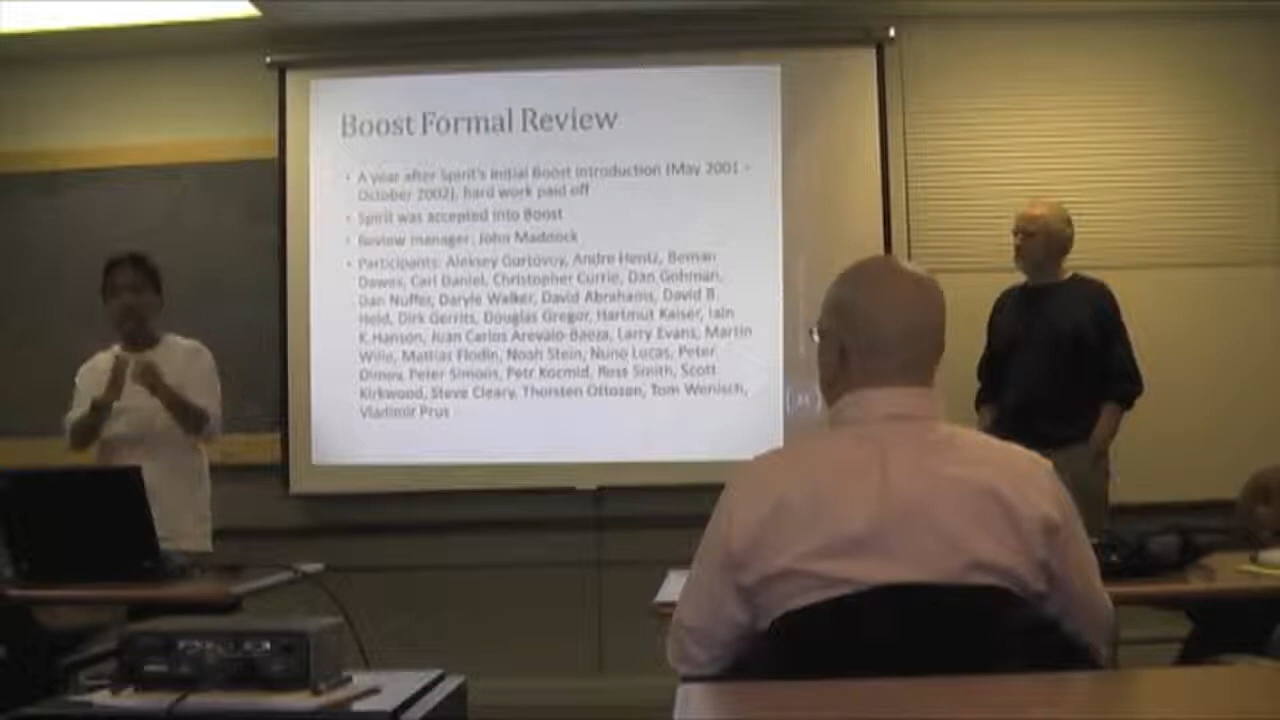 Boost Formal Review
• A year after Spirit's initial Boost introduction (May 2001 -
October 2002), hard work paid off
• Spirit was accepted into Boost
• Review manager: John Maddock
• Participants: Aleksey Gurtovoy, Andre Hentz, Beman
Dawes, Carl Daniel, Christopher Currie, Dan Gohman,
Dan Nuffer, Daryle Walker, David Abrahams, David B.
Held, Dirk Gerrits, Douglas Gregor, Hartmut Kaiser, Iain
K.Hanson, Juan Carlos Arevalo-Baeza, Larry Evans, Martin
Wille, Mattias Flodin, Noah Stein, Nuno Lucas, Peter
Dimov, Peter Simons, Petr Kocmid, Ross Smith, Scott
Kirkwood, Steve Cleary, Thorsten Ottosen, Tom Wenisch,
Vladimir Prus